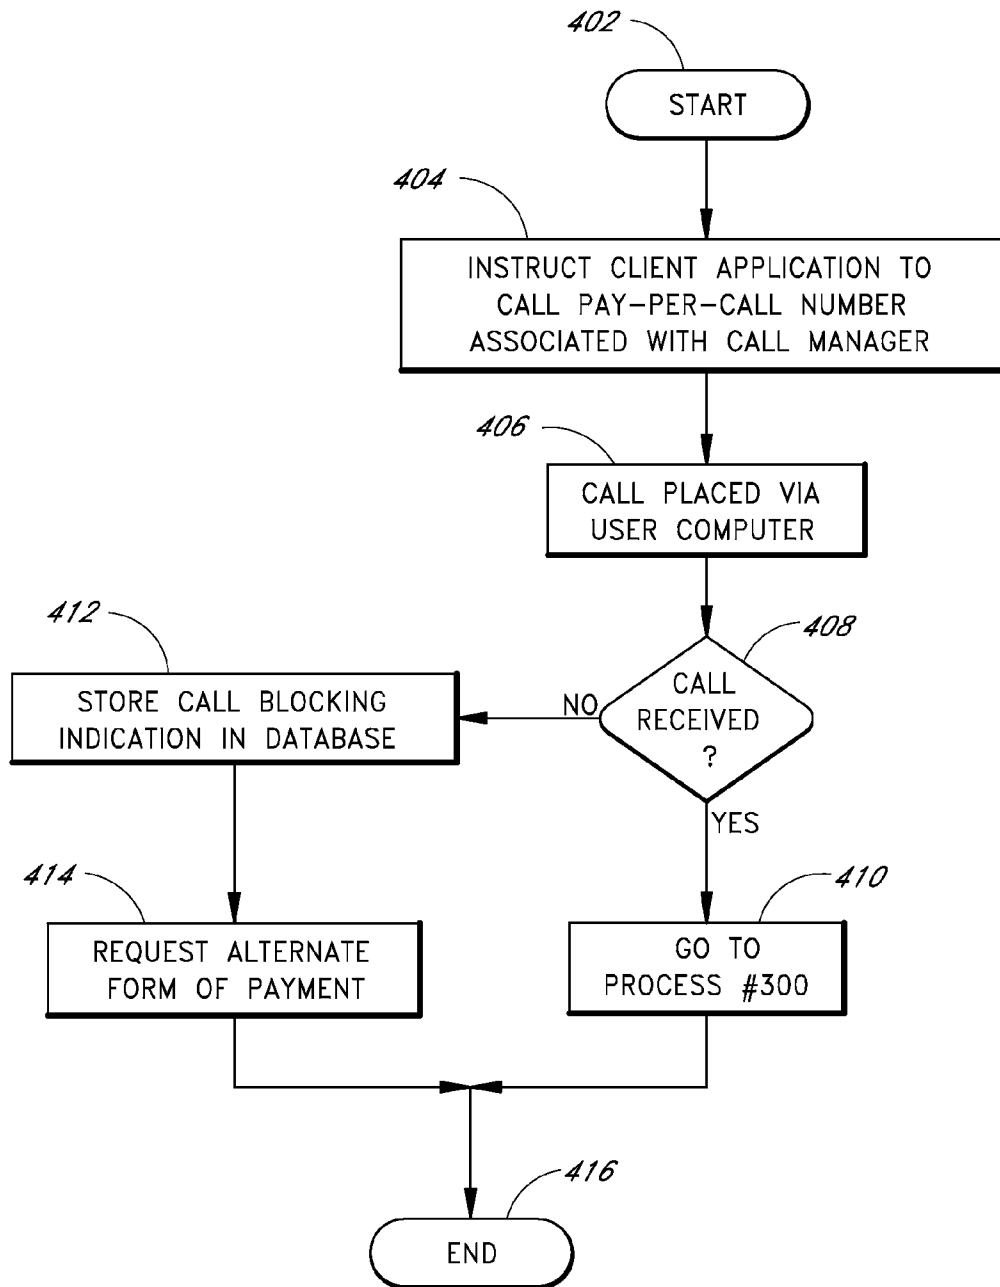 402
START
404
INSTRUCT CLIENT APPLICATION TO
CALL PAY-PER-CALL NUMBER
ASSOCIATED WITH CALL MANAGER
406
CALL PLACED VIA
USER COMPUTER
408
CALL
RECEIVED
?
NO
YES
412
STORE CALL BLOCKING
INDICATION IN DATABASE
414
REQUEST ALTERNATE
FORM OF PAYMENT
410
GO TO
PROCESS #300
416
END